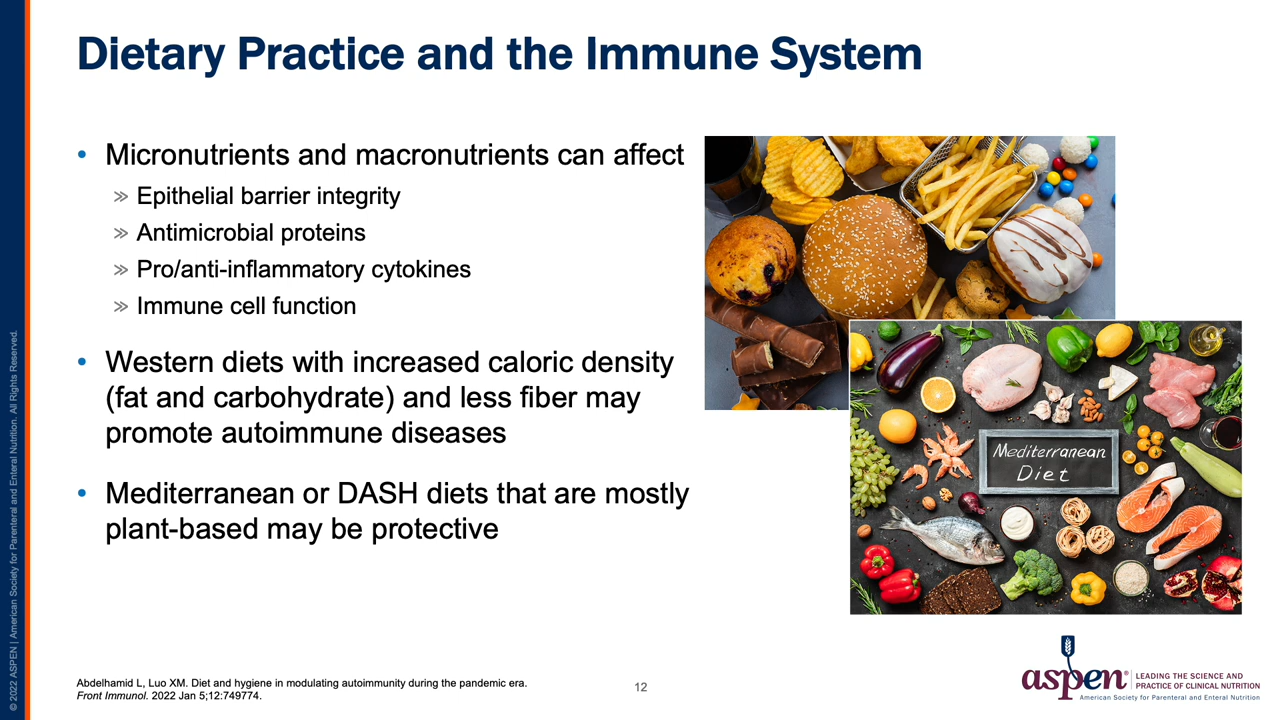 Dietary Practice and the Immune System
• Micronutrients and macronutrients can affect
» Epithelial barrier integrity
» Antimicrobial proteins
» Pro/anti-inflammatory cytokines
» Immune cell function
• Western diets with increased caloric density
(fat and carbohydrate) and less fiber may
promote autoimmune diseases
• Mediterranean or DASH diets that are mostly
plant-based may be protective
Mediterranean
Diet
Abdelhamid L, Luo XM. Diet and hygiene in modulating autoimmunity during the pandemic era.
Front Immunol. 2022 Jan 5;12:749774.
12
aspen®
LEADING THE SCIENCE AND
PRACTICE OF CLINICAL NUTRITION
American Society for Parenteral and Enteral Nutrition
© 2022 ASPEN | American Society for Parenteral and Enteral Nutrition. All Rights Reserved.